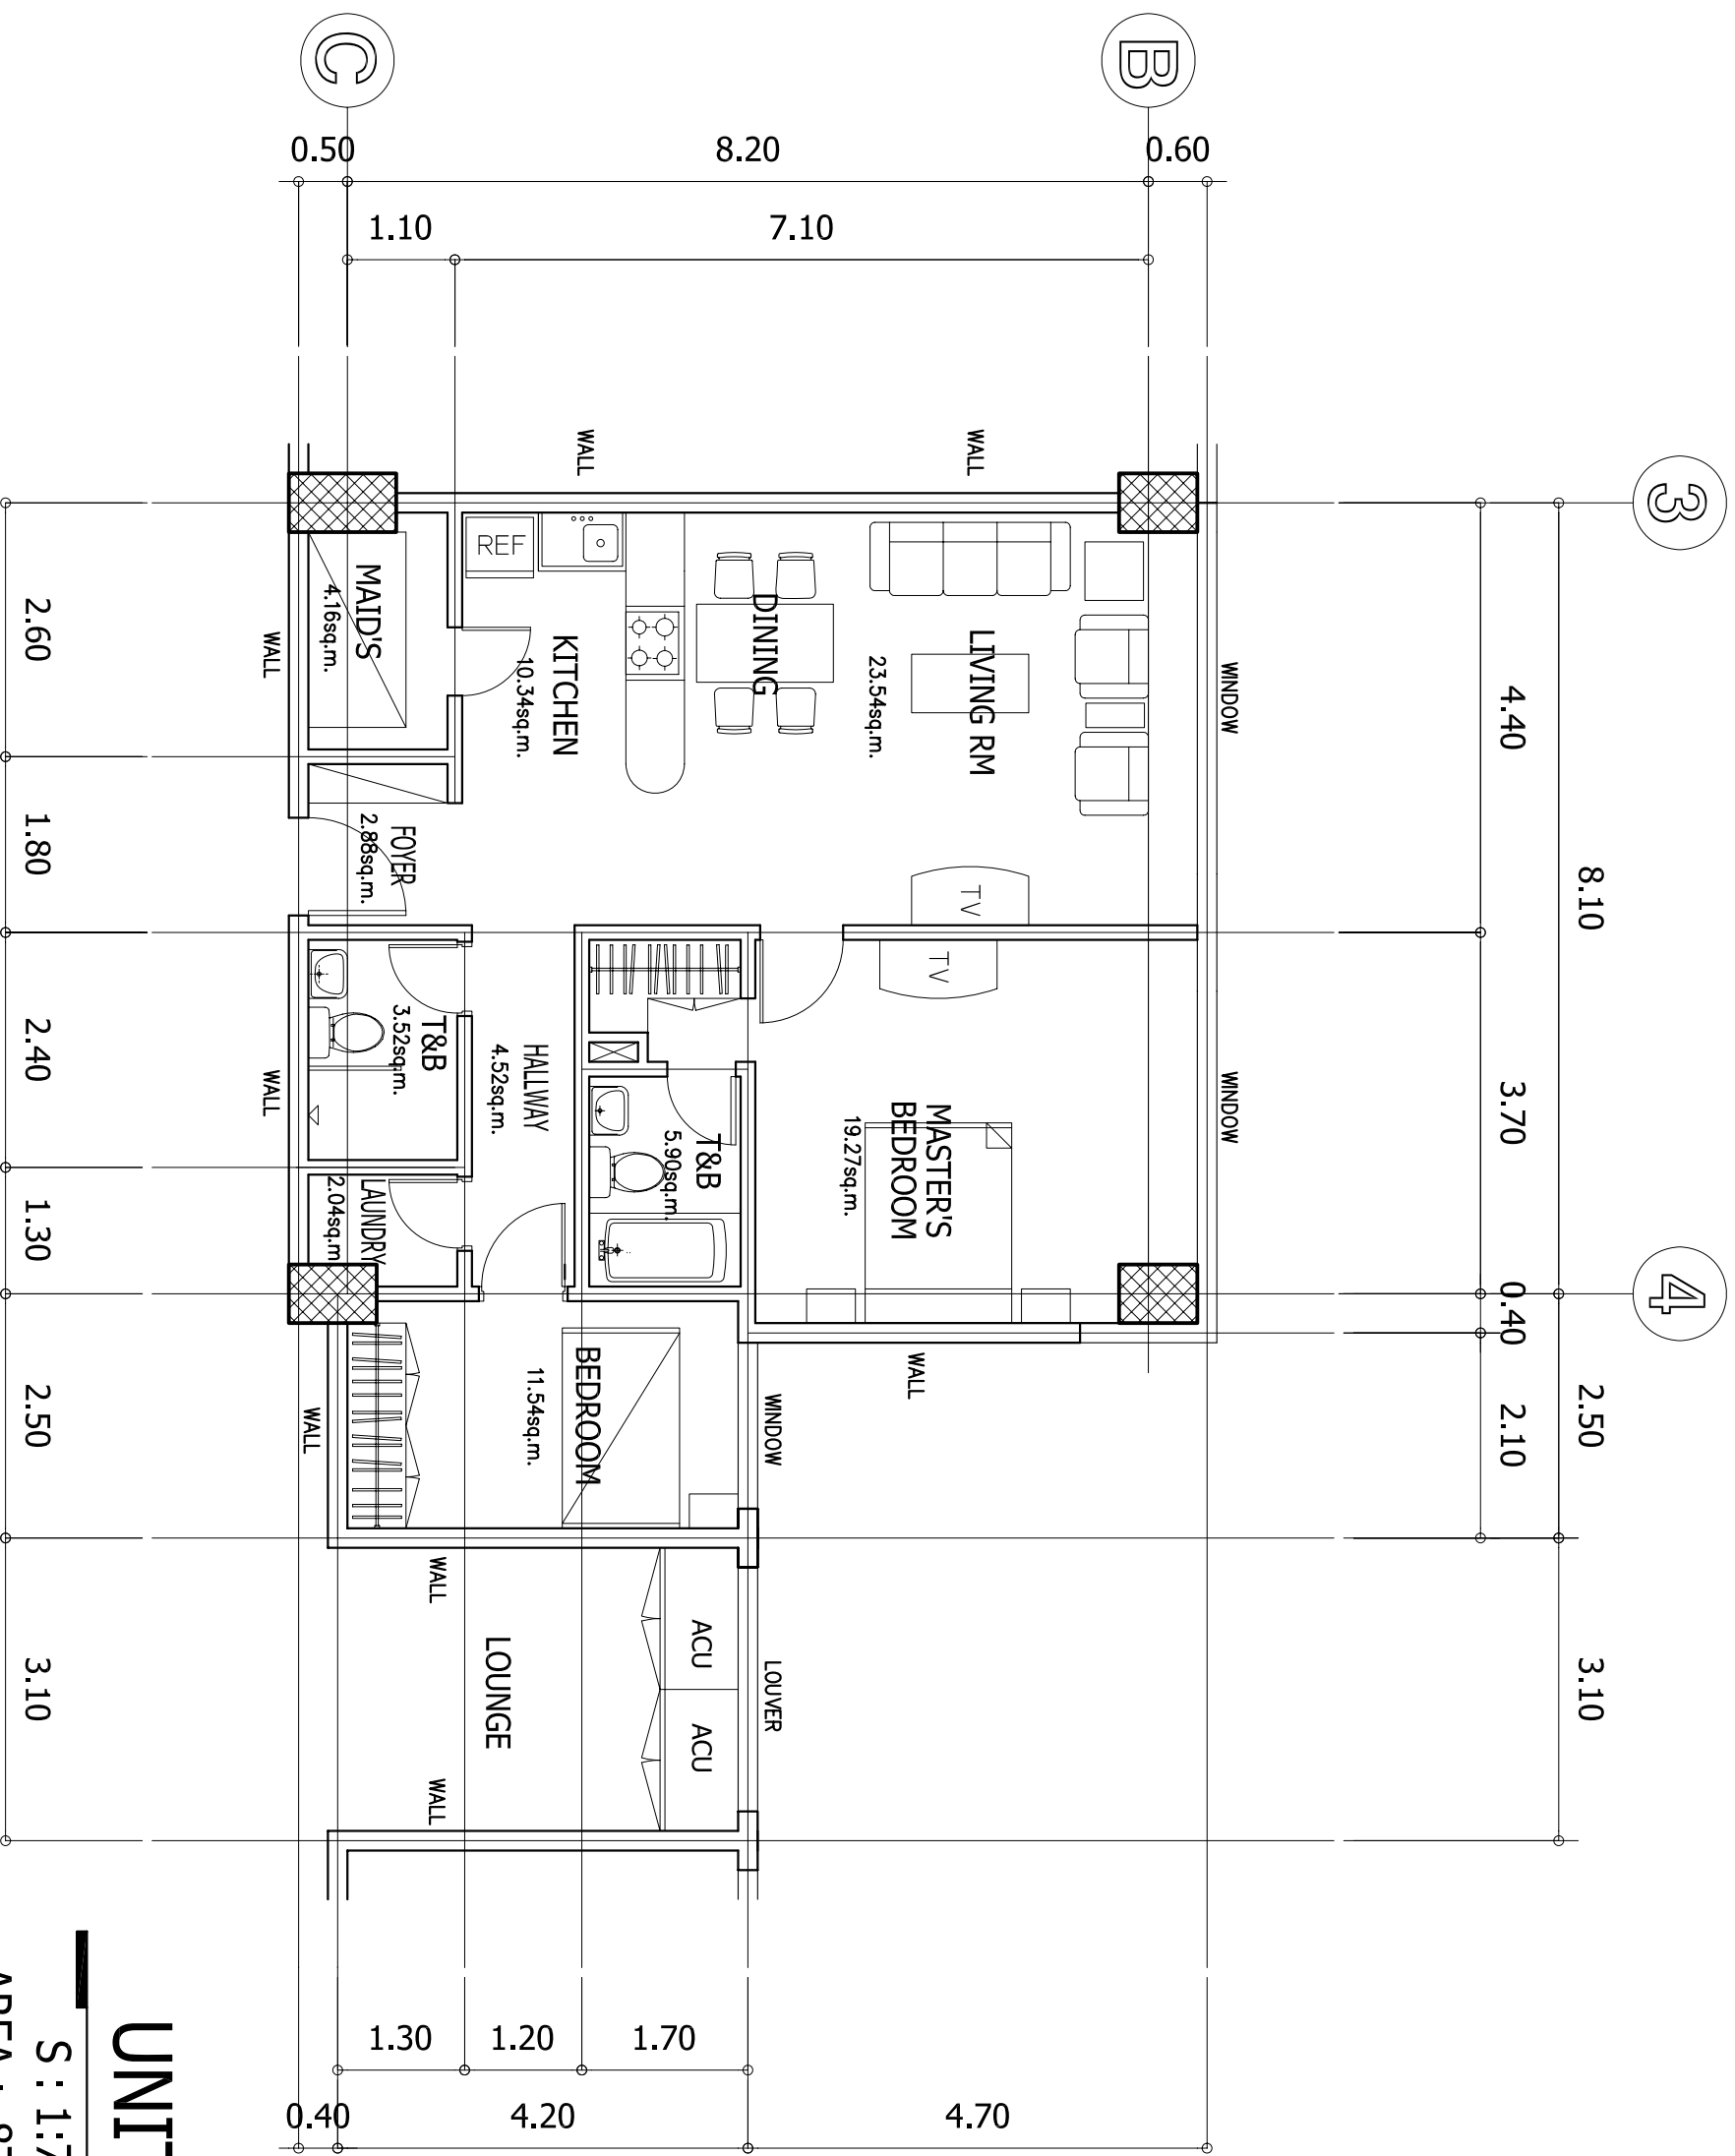 C
B
0.50
8.20
0.60
1.10
7.10
3
4
8.10
2.50
3.10
4.40
3.70
0.40
2.10
WALL
WALL
WINDOW
WINDOW
REF
MAID'S
4.16sq.m.
KITCHEN
10.34sq.m.
DINING
LIVING RM
23.54sq.m.
TV
TV
FOYER
2.88sq.m.
WALL
WALL
T&B
3.52sq.m.
HALLWAY
4.52sq.m.
T&B
5.90sq.m.
MASTER'S
BEDROOM
19.27sq.m.
LAUNDRY
2.04sq.m
WALL
WINDOW
BEDROOM
11.54sq.m.
WALL
WALL
LOUNGE
ACU
ACU
LOUVER
WALL
2.60
1.80
2.40
1.30
2.50
3.10
1.30
1.20
1.70
0.40
4.20
4.70
UNIT
S : 1:
AREA :